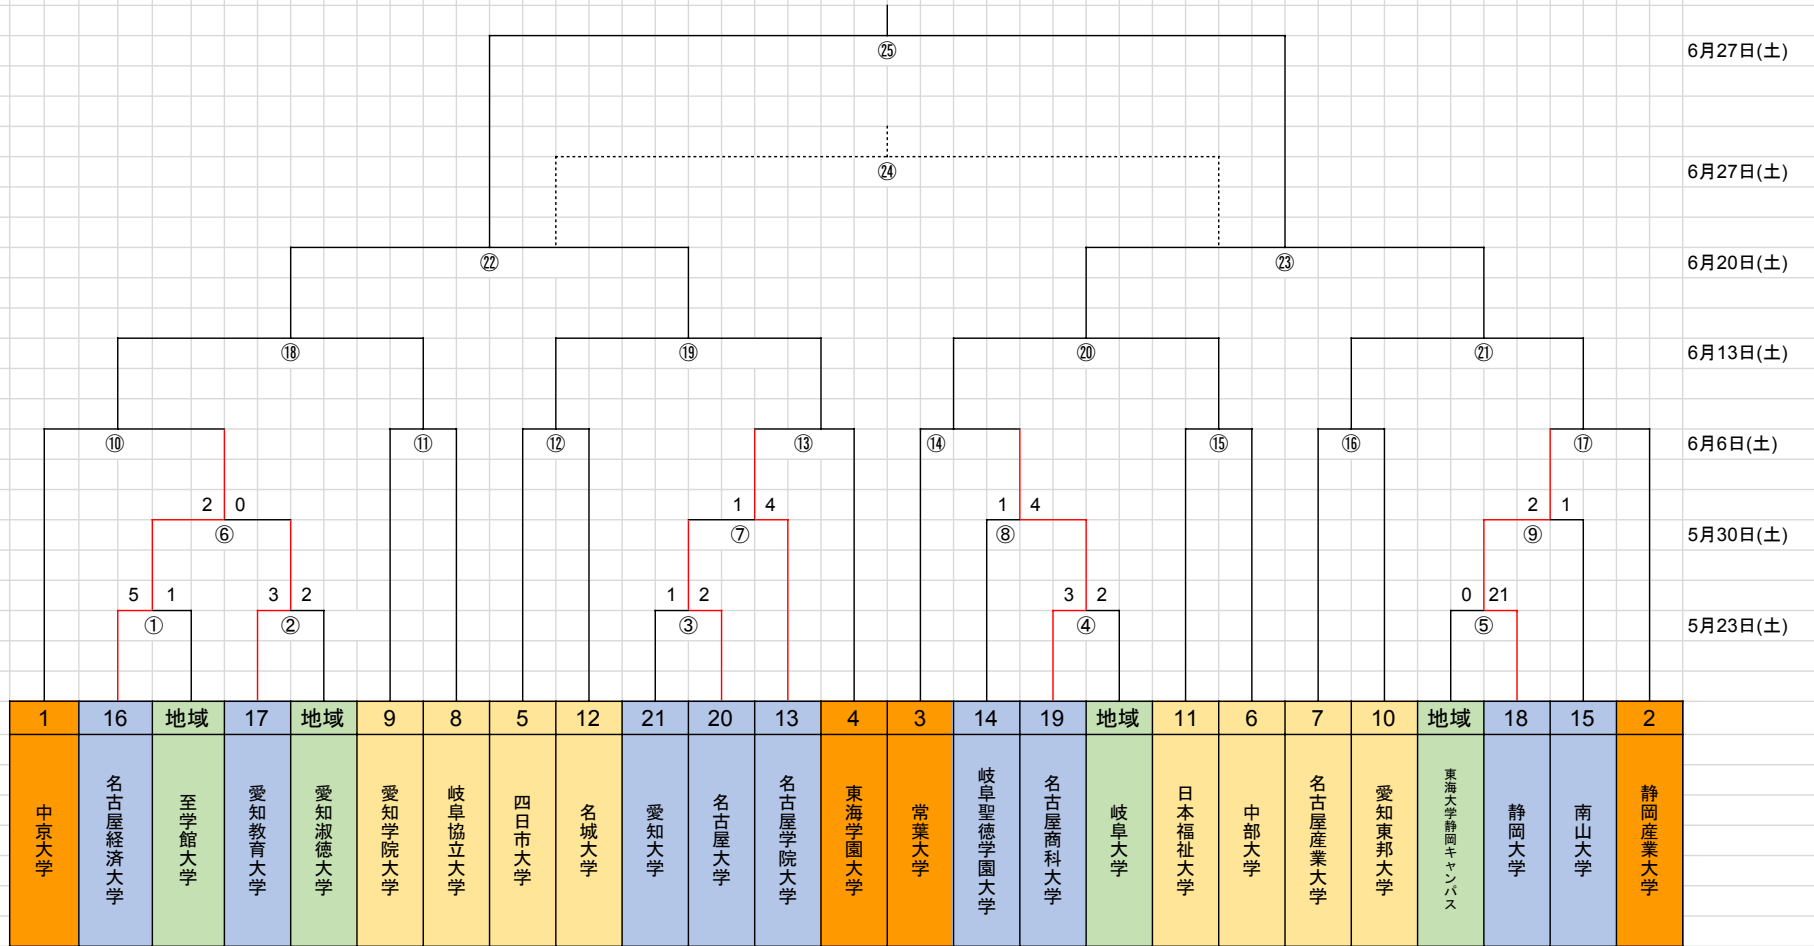 ㉕ 6月27日(土)
㉔ 6月27日(土)
㉒ ㉓ 6月20日(土)
⑱ ⑲ ⑳ ㉑ 6月13日(土)
⑩ ⑪ ⑫ ⑬ ⑭ ⑮ ⑯ ⑰ 6月6日(土)
2 0 1 4 1 4 2 1
⑥ ⑦ ⑧ ⑨ 5月30日(土)
5 1 3 2 1 2 3 2 0 21
① ② ③ ④ ⑤ 5月23日(土)
1 16 地域 17 地域 9 8 5 12 21 20 13 4 3 14 19 地域 11 6 7 10 地域 18 15 2
中京大学
名古屋経済大学
至学館大学
愛知教育大学
愛知淑徳大学
愛知学院大学
岐阜協立大学
四日市大学
名城大学
愛知大学
名古屋大学
名古屋学院大学
東海学園大学
常葉大学
岐阜聖徳学園大学
名古屋商科大学
岐阜大学
日本福祉大学
中部大学
名古屋産業大学
愛知東邦大学
東海大学静岡キャンパス
静岡大学
南山大学
静岡産業大学